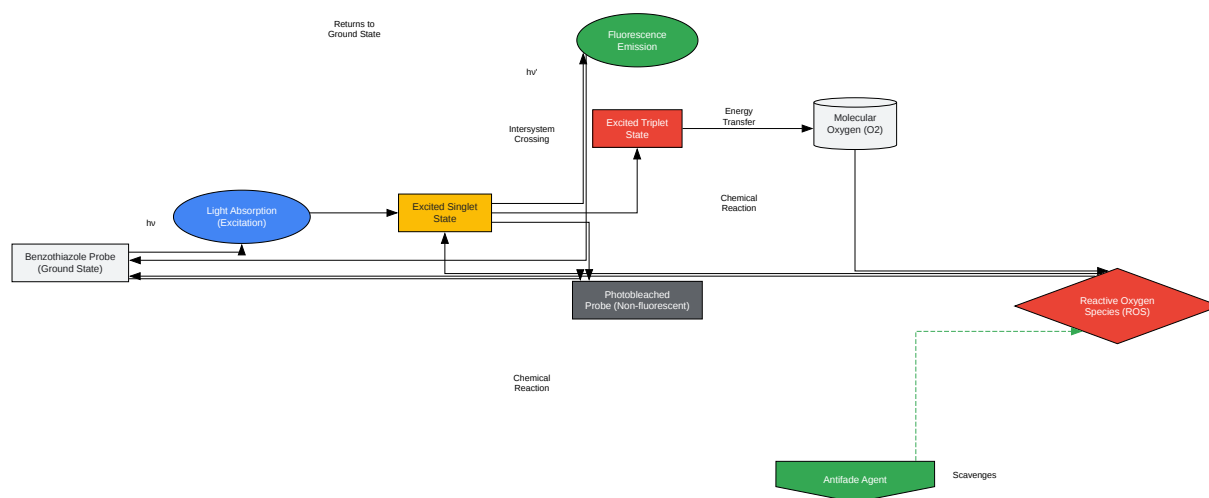 Returns to
Ground State
Fluorescence
Emission
hν'
Intersystem
Crossing
Excited Triplet
State
Energy
Transfer
Molecular
Oxygen (O2)
Chemical
Reaction
Light Absorption
(Excitation)
Excited Singlet
State
hν
Benzothiazole Probe
(Ground State)
Photobleached
Probe (Non-fluorescent)
Reactive Oxygen
Species (ROS)
Chemical
Reaction
Antifade Agent
Scavenges